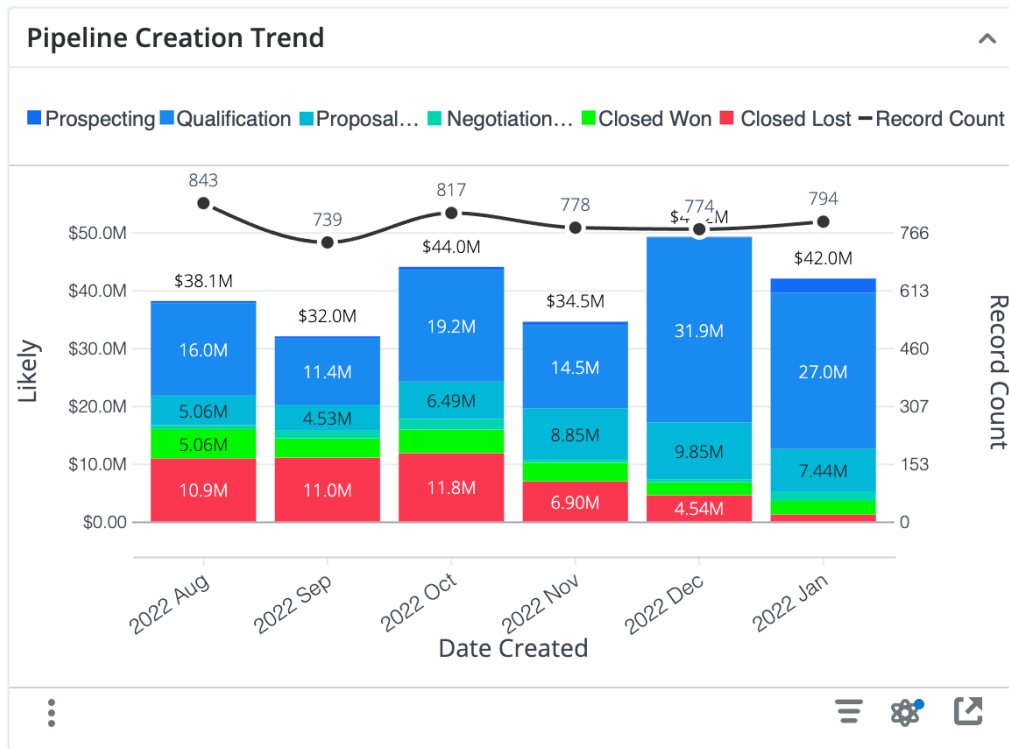 Pipeline Creation Trend
Prospecting Qualification Proposal... Negotiation... Closed Won Closed Lost Record Count
843 739 817 778 774 794
$50.0M 766
$38.1M $32.0M $44.0M $34.5M $42.0M
$40.0M 613
$30.0M 460
$20.0M 307
$10.0M 153
$0.00 0
16.0M 11.4M 19.2M 14.5M 31.9M 27.0M
5.06M 4.53M 6.49M 8.85M 9.85M 7.44M
5.06M
10.9M 11.0M 11.8M 6.90M 4.54M
Likely
Record Count
2022 Aug 2022 Sep 2022 Oct 2022 Nov 2022 Dec 2022 Jan
Date Created